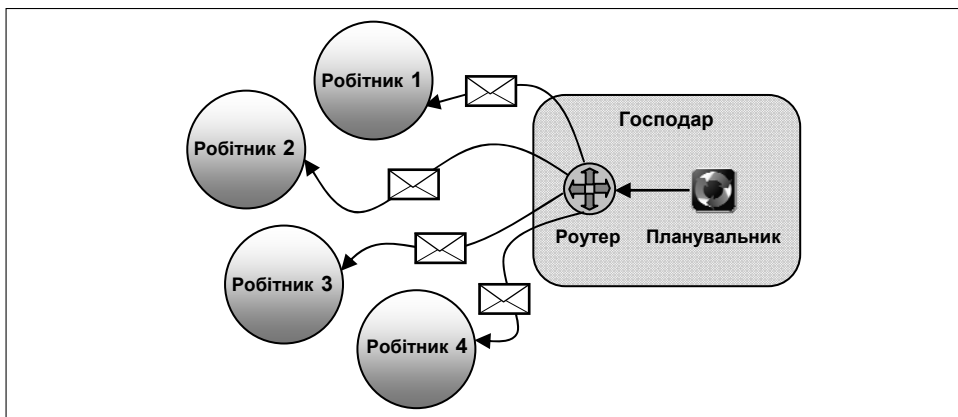 Робітник 1
Господар
Робітник 2
Роутер
Планувальник
Робітник 3
Робітник 4